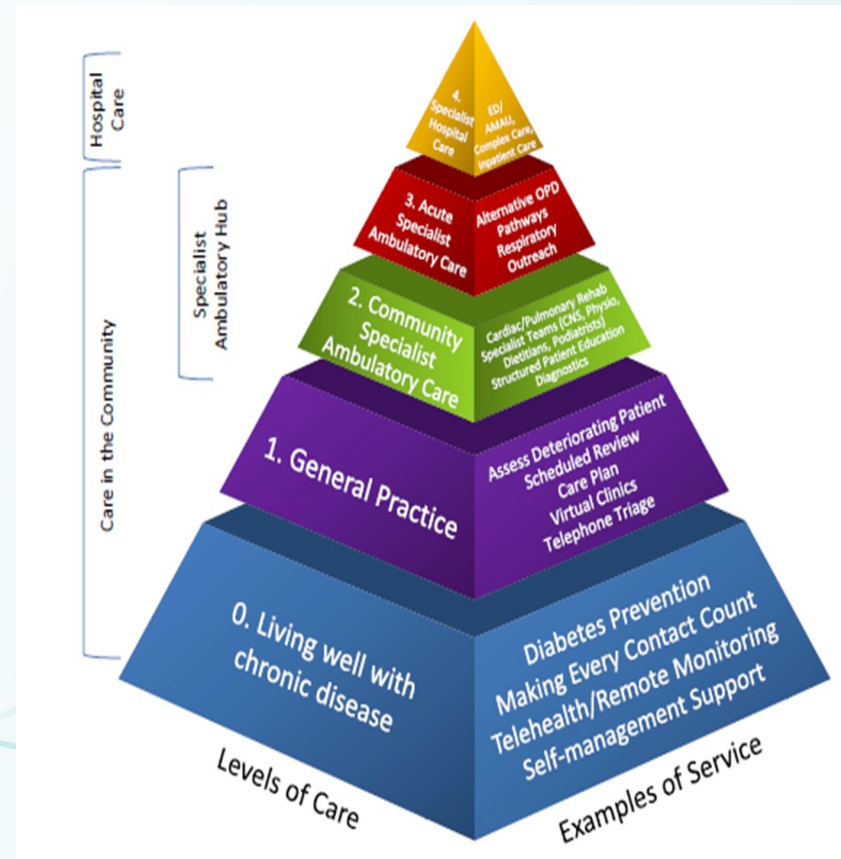 Hospital
Care
Specialist
Ambulatory Hub
Care in the Community
4.
Specialist
Hospital
Care
ED/
AMAU,
Complex Care,
Inpatient Care
3. Acute
Specialist
Ambulatory Care
Alternative OPD
Pathways
Respiratory
Outreach
2. Community
Specialist
Ambulatory Care
Cardiac/Pulmonary Rehab
Specialist Teams (CNS, Physio,
Dietitians, Podiatrists)
Structured Patient Education
Diagnostics
1. General Practice
Assess Deteriorating Patient
Scheduled Review
Care Plan
Virtual Clinics
Telephone Triage
0. Living well with
chronic disease
Diabetes Prevention
Making Every Contact Count
Telehealth/Remote Monitoring
Self-management Support
Levels of Care
Examples of Service